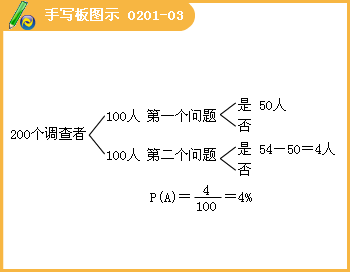 手写板图示 0201-03
是 50人
100人 第一个问题
否
200个调查者
是 54-50=4人
100人 第二个问题
否
P(A)=4/100=4%